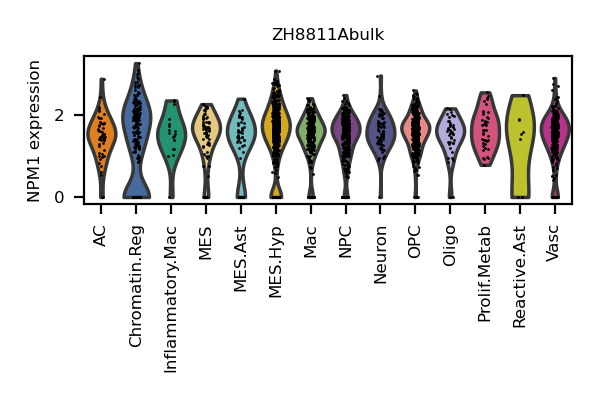 ZH8811Abulk
NPM1 expression
2
0
AC
Chromatin.Reg
Inflammatory.Mac
MES
MES.Ast
MES.Hyp
Mac
NPC
Neuron
OPC
Oligo
Prolif.Metab
Reactive.Ast
Vasc